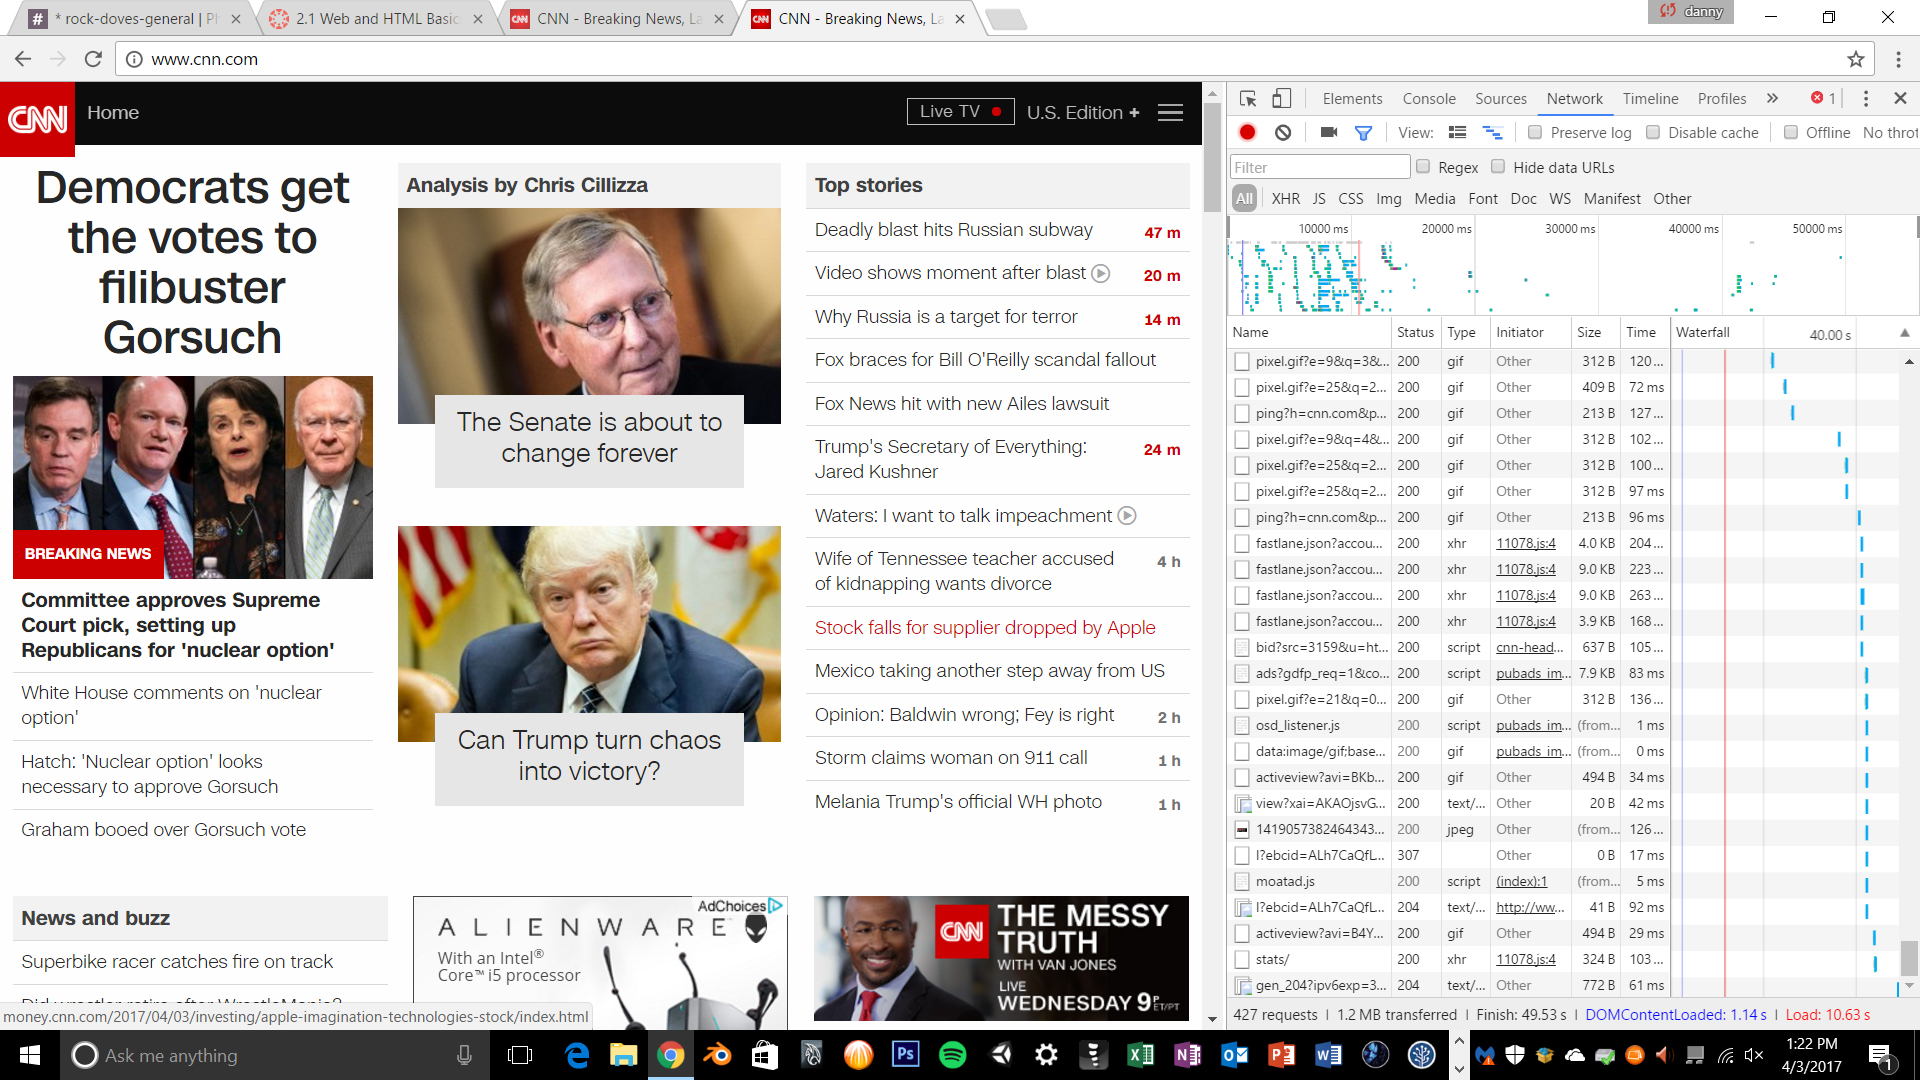 * rock-doves-general | Ph
2.1 Web and HTML Basic
CNN - Breaking News, La
CNN - Breaking News, La
danny
www.cnn.com
CNN
Home
Live TV
U.S. Edition +
Democrats get
the votes to
filibuster
Gorsuch
BREAKING NEWS
Committee approves Supreme
Court pick, setting up
Republicans for 'nuclear option'
White House comments on 'nuclear
option'
Hatch: 'Nuclear option' looks
necessary to approve Gorsuch
Graham booed over Gorsuch vote
Analysis by Chris Cillizza
The Senate is about to
change forever
Can Trump turn chaos
into victory?
Top stories
Deadly blast hits Russian subway 47 m
Video shows moment after blast 20 m
Why Russia is a target for terror 14 m
Fox braces for Bill O'Reilly scandal fallout
Fox News hit with new Ailes lawsuit
Trump's Secretary of Everything:
Jared Kushner 24 m
Waters: I want to talk impeachment
Wife of Tennessee teacher accused
of kidnapping wants divorce 4 h
Stock falls for supplier dropped by Apple
Mexico taking another step away from US
Opinion: Baldwin wrong; Fey is right 2 h
Storm claims woman on 911 call 1 h
Melania Trump's official WH photo 1 h
News and buzz
Superbike racer catches fire on track
AdChoices
ALIENWARE
With an Intel®
Core™ i5 processor
CNN
THE MESSY
TRUTH
WITH VAN JONES
LIVE
WEDNESDAY 9P ET/PT
money.cnn.com/2017/04/03/investing/apple-imagination-technologies-stock/index.html
Elements Console Sources Network Timeline Profiles 1
View: Preserve log Disable cache Offline No throt
Filter Regex Hide data URLs
All XHR JS CSS Img Media Font Doc WS Manifest Other
10000 ms 20000 ms 30000 ms 40000 ms 50000 ms
Name Status Type Initiator Size Time Waterfall 40.00 s
pixel.gif?e=9&q=3&... 200 gif Other 312 B 120...
pixel.gif?e=25&q=2... 200 gif Other 409 B 72 ms
ping?h=cnn.com&p... 200 gif Other 213 B 127...
pixel.gif?e=9&q=4&... 200 gif Other 312 B 102...
pixel.gif?e=25&q=2... 200 gif Other 312 B 100...
pixel.gif?e=25&q=2... 200 gif Other 312 B 97 ms
ping?h=cnn.com&p... 200 gif Other 213 B 96 ms
fastlane.json?accou... 200 xhr 11078.js:4 4.0 KB 204...
fastlane.json?accou... 200 xhr 11078.js:4 9.0 KB 223...
fastlane.json?accou... 200 xhr 11078.js:4 9.0 KB 263...
fastlane.json?accou... 200 xhr 11078.js:4 3.9 KB 168...
bid?src=3159&u=ht... 200 script cnn-head... 637 B 105...
ads?gdfp_req=1&co... 200 script pubads_im... 7.9 KB 83 ms
pixel.gif?e=21&q=0... 200 gif Other 312 B 136...
osd_listener.js 200 script pubads_im... (from... 1 ms
data:image/gif;base... 200 gif pubads_im... (from... 0 ms
activeview?avi=BKb... 200 gif Other 494 B 34 ms
view?xai=AKAOjsvG... 200 text/... Other 20 B 42 ms
1419057382464343... 200 jpeg Other (from... 126...
l?ebcid=ALh7CaQfL... 307 Other 0 B 17 ms
moatad.js 200 script (index):1 (from... 5 ms
l?ebcid=ALh7CaQfL... 204 text/... http://ww... 41 B 92 ms
activeview?avi=B4Y... 200 gif Other 494 B 29 ms
stats/ 200 xhr 11078.js:4 324 B 103...
gen_204?ipv6exp=3... 204 text/... Other 772 B 61 ms
427 requests | 1.2 MB transferred | Finish: 49.53 s | DOMContentLoaded: 1.14 s | Load: 10.63 s
Ask me anything
1:22 PM
4/3/2017
1